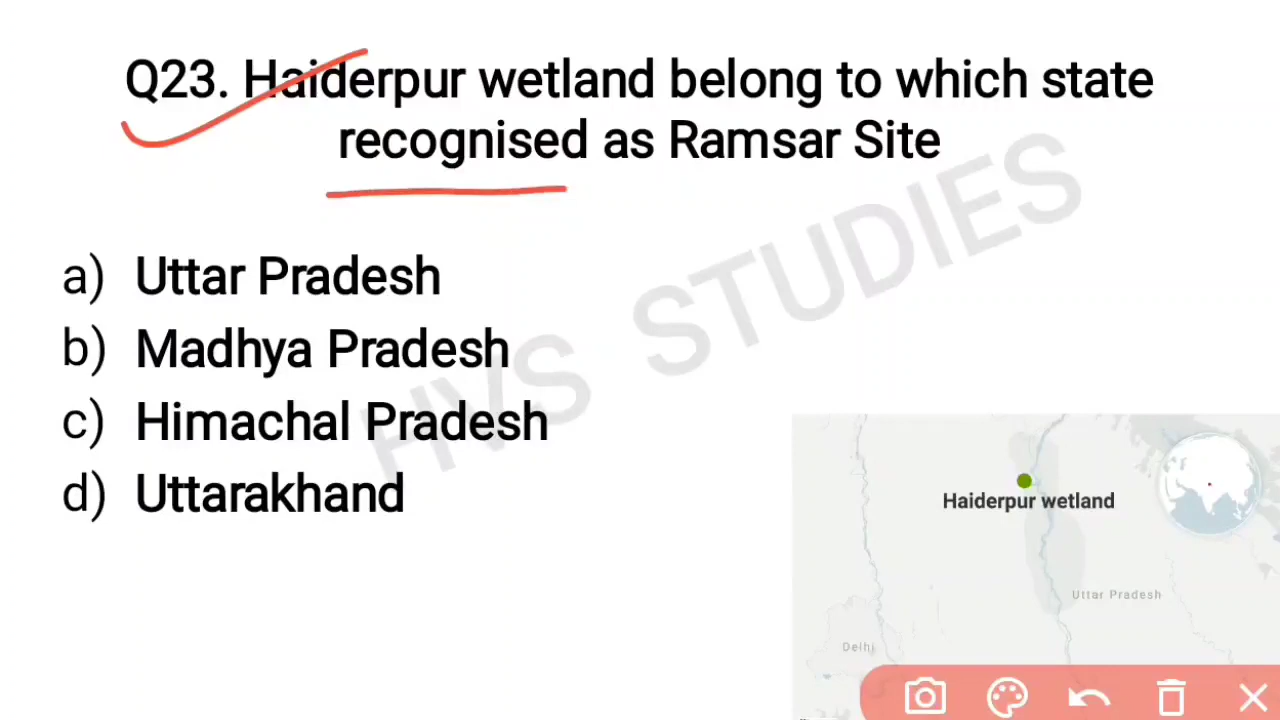 Q23. Haiderpur wetland belong to which state
recognised as Ramsar Site
a) Uttar Pradesh
b) Madhya Pradesh
c) Himachal Pradesh
d) Uttarakhand
HVS STUDIES
Haiderpur wetland
Uttar Pradesh
Delhi